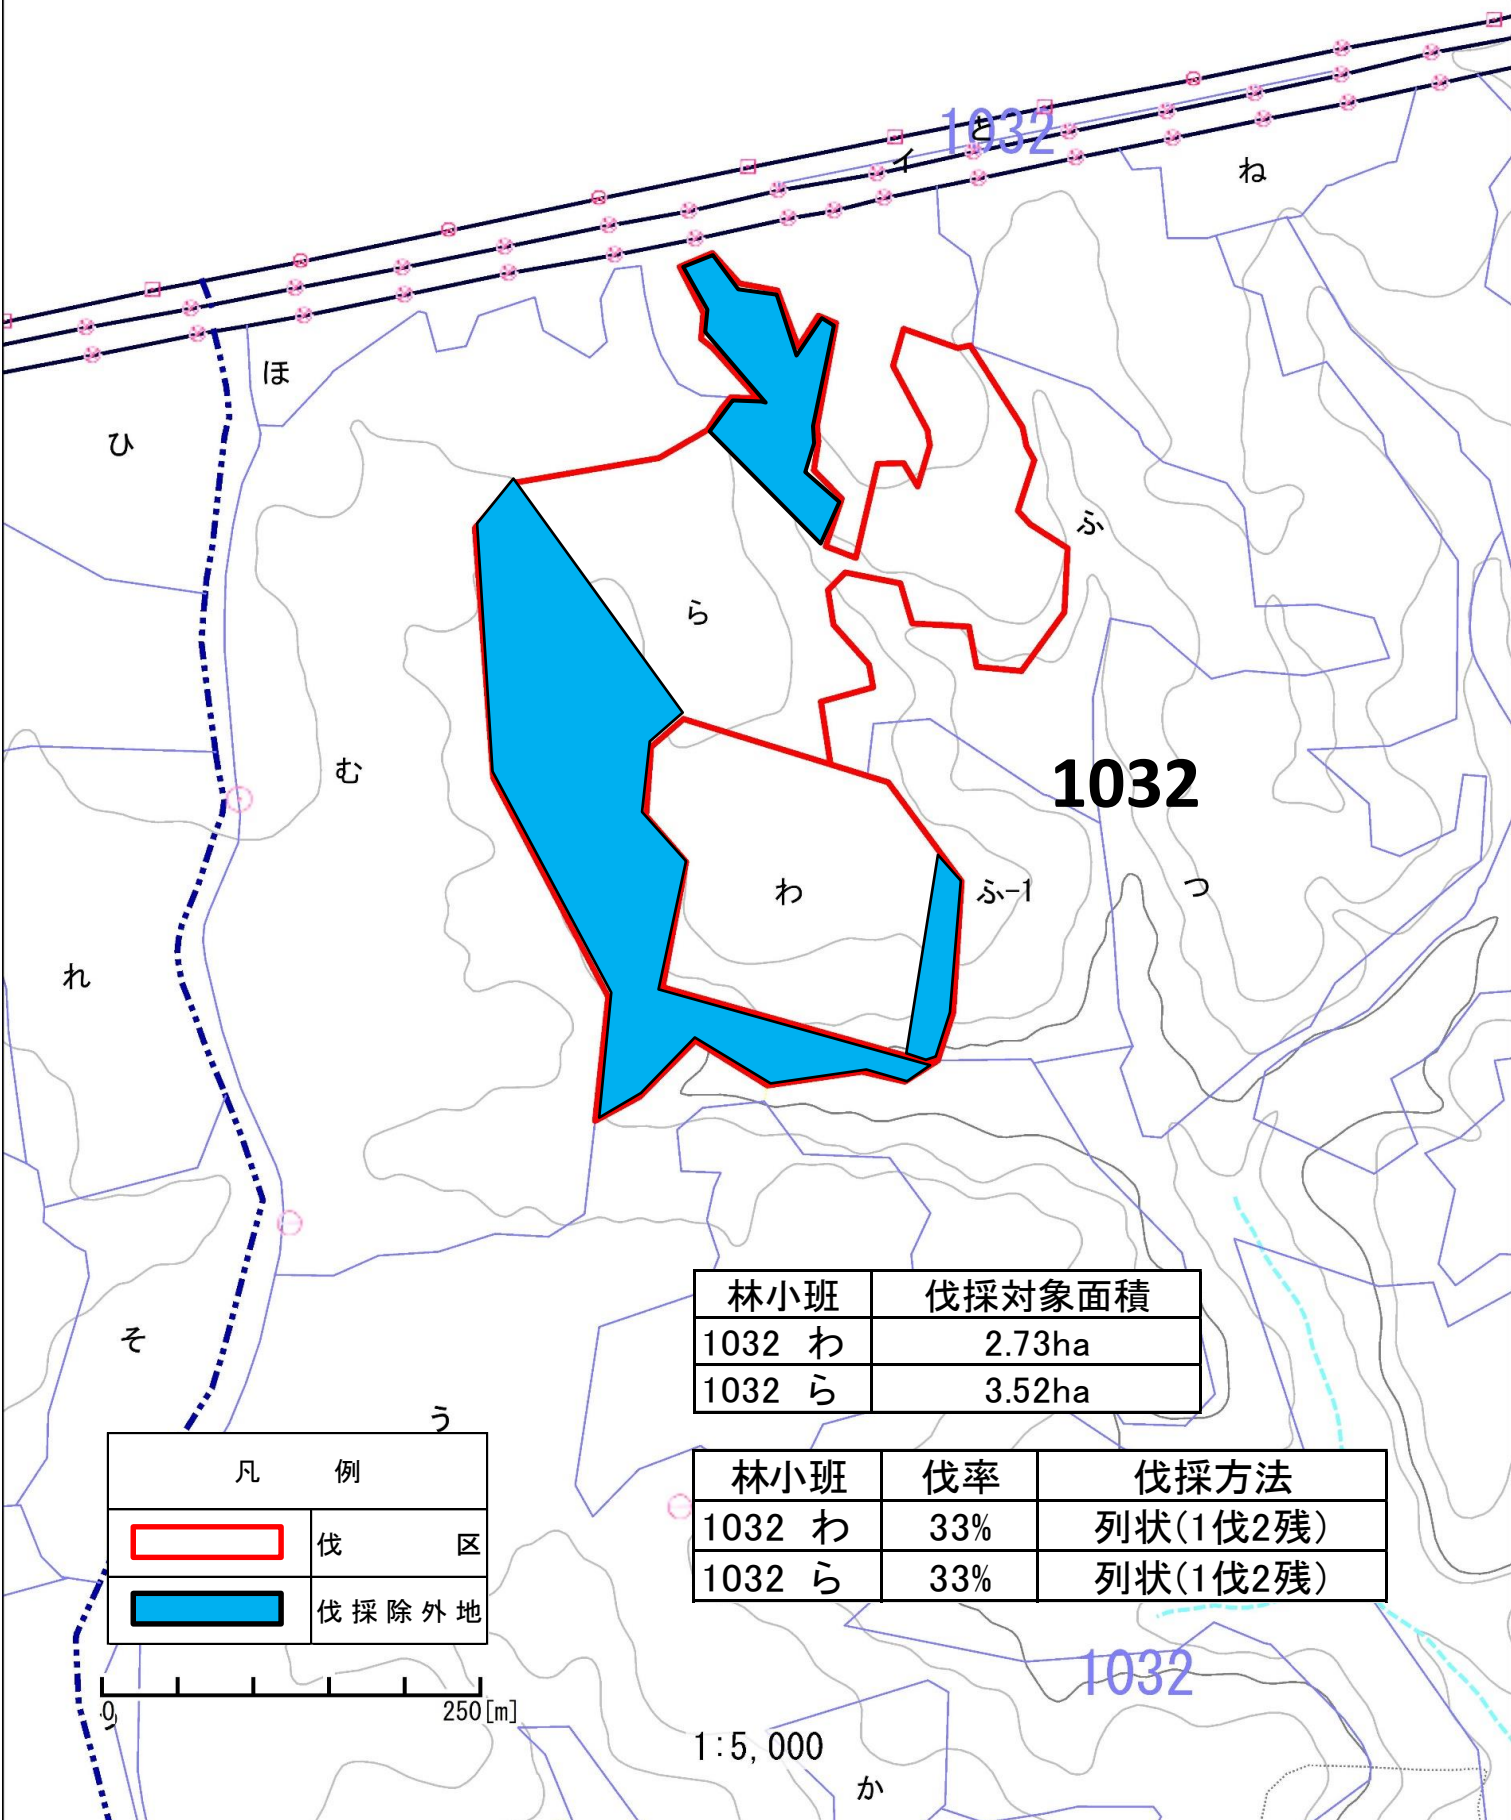 1032
と
イ
ね
ほ
ひ
ふ
ら
む
1032
わ
ふ-1
つ
れ
そ
う
林小班 伐採対象面積
1032 わ 2.73ha
1032 ら 3.52ha
凡 例
伐 区
伐採除外地
林小班 伐率 伐採方法
1032 わ 33% 列状(1伐2残)
1032 ら 33% 列状(1伐2残)
1032
0 250[m]
1:5,000
か